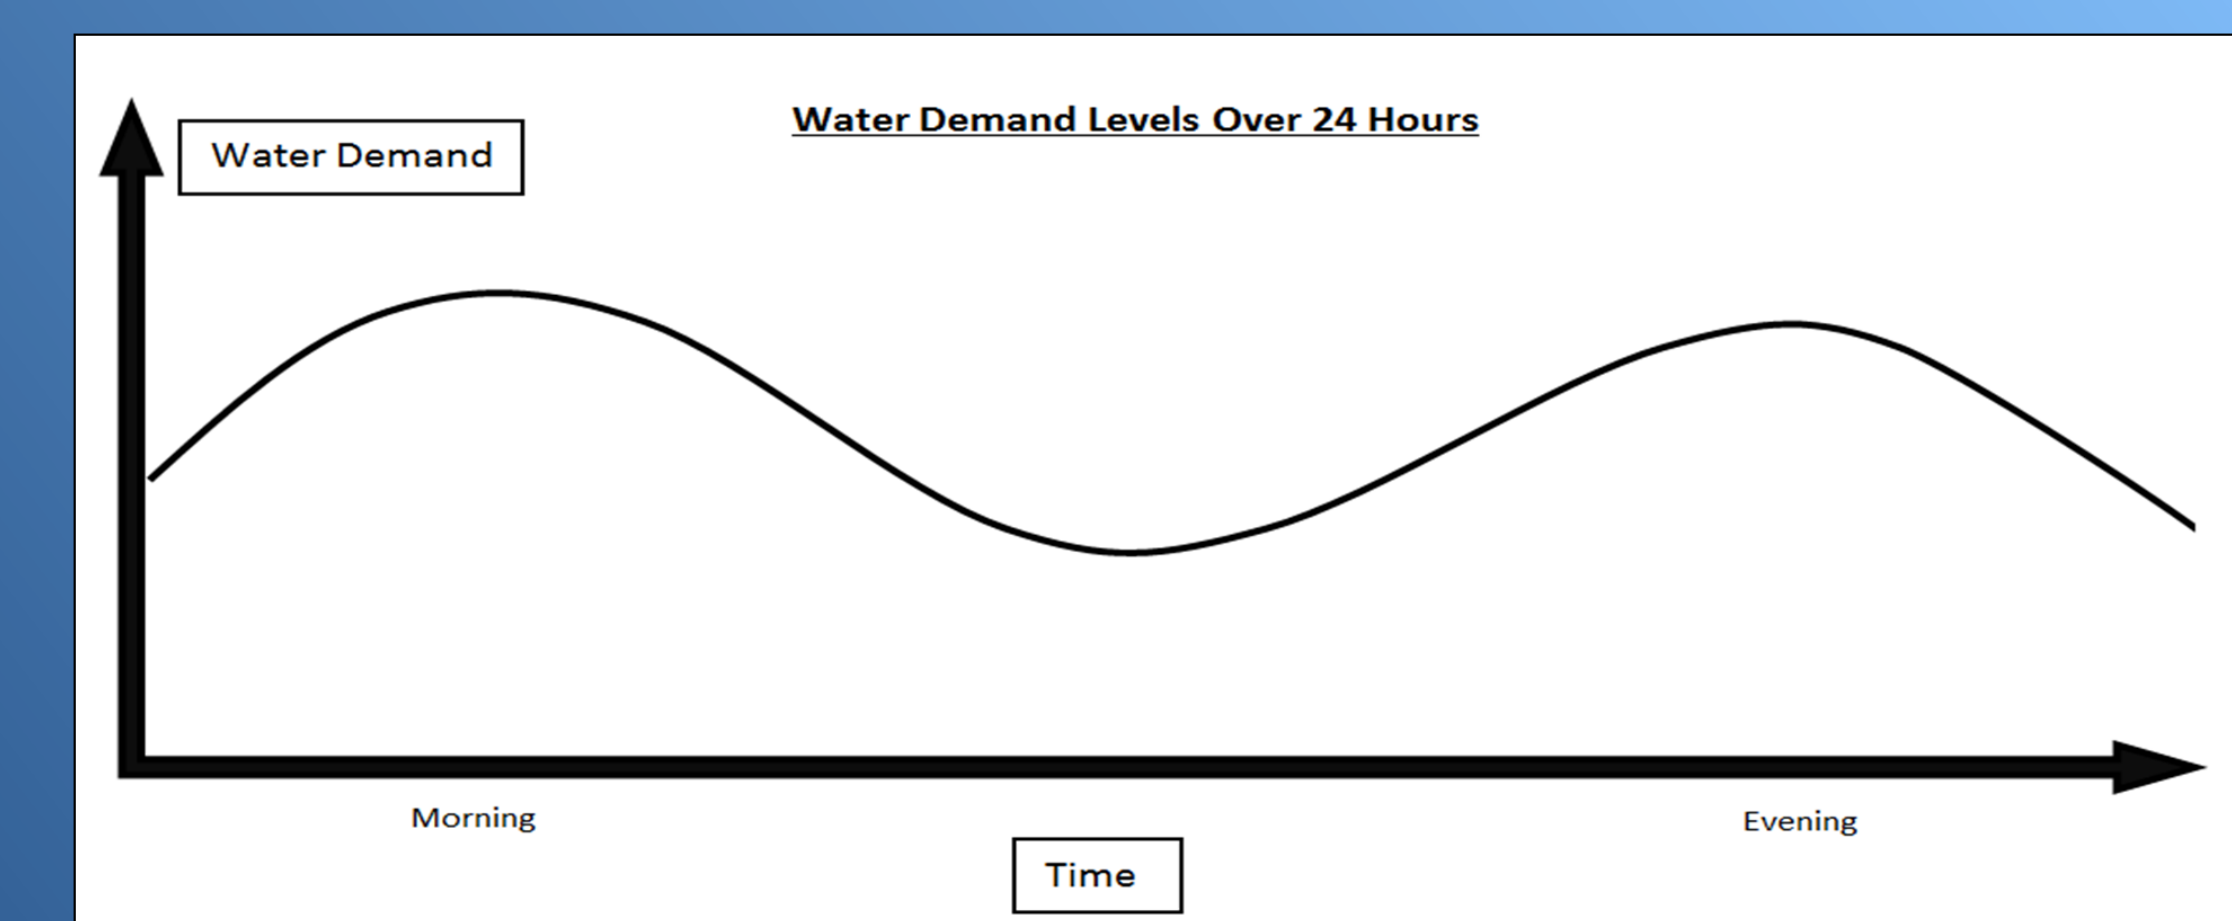 Water Demand Levels Over 24 Hours
Water Demand
Morning
Evening
Time